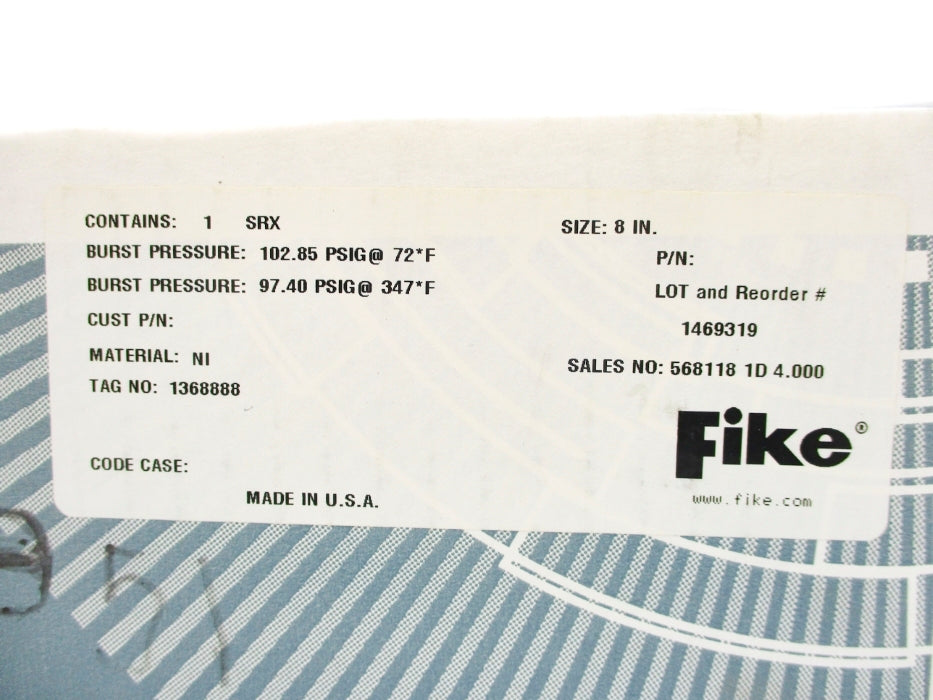 CONTAINS: 1 SRX
BURST PRESSURE: 102.85 PSIG@ 72*F
BURST PRESSURE: 97.40 PSIG@ 347*F
CUST P/N:
MATERIAL: NI
TAG NO: 1368888
CODE CASE:
MADE IN U.S.A.
SIZE: 8 IN.
P/N:
LOT and Reorder #
1469319
SALES NO: 568118 1D 4.000
Fike®
www.fike.com
51